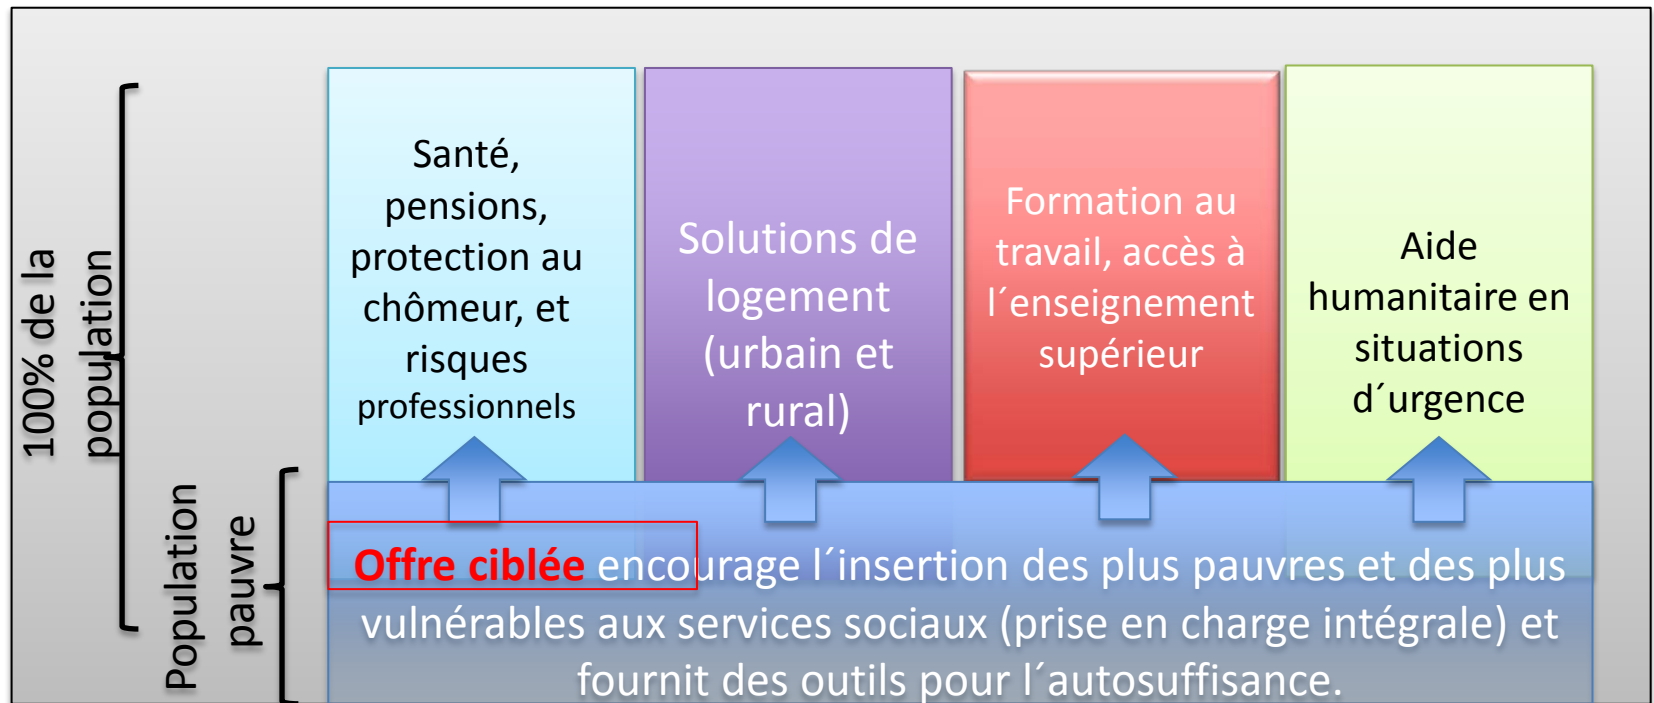 100% de la
population
Population
pauvre
Santé,
pensions,
protection au
chômeur, et
risques
professionnels
Solutions de
logement
(urbain et
rural)
Formation au
travail, accès à
l´enseignement
supérieur
Aide
humanitaire en
situations
d´urgence
Offre ciblée encourage l´insertion des plus pauvres et des plus
vulnérables aux services sociaux (prise en charge intégrale) et
fournit des outils pour l´autosuffisance.